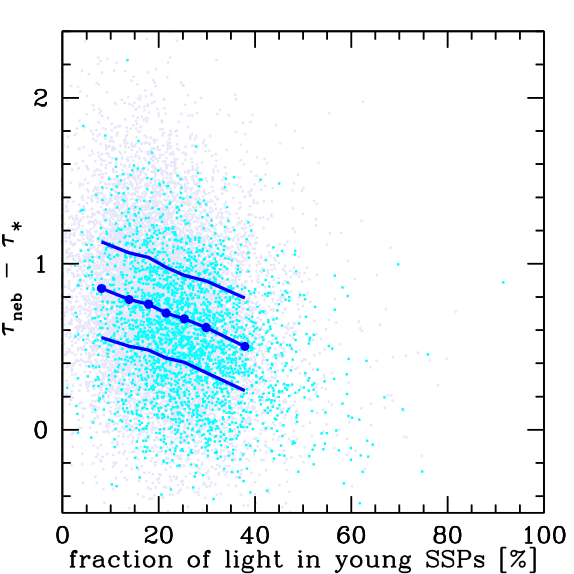 2
1
0
τneb − τ*
0 20 40 60 80 100
fraction of light in young SSPs [%]